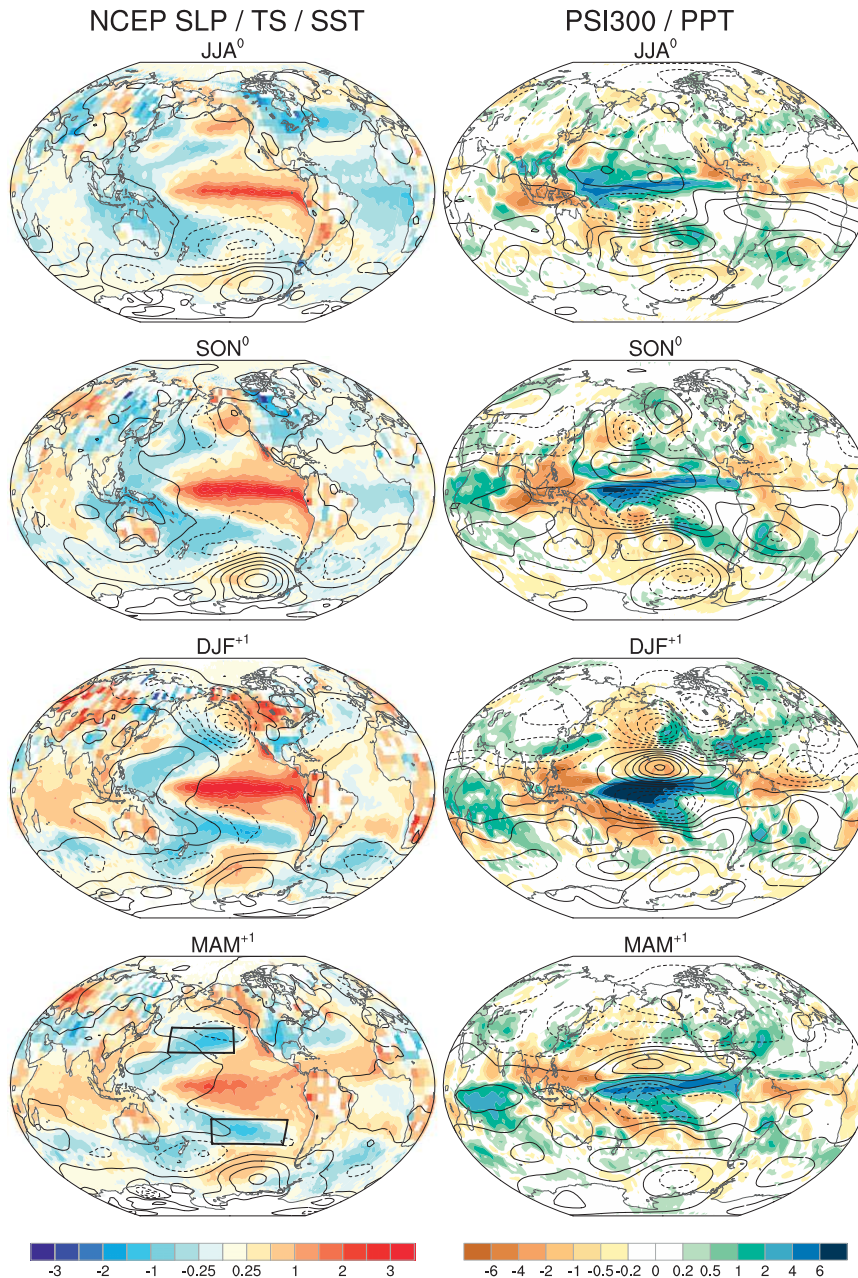 NCEP SLP / TS / SST PSI300 / PPT
JJA⁰ JJA⁰
SON⁰ SON⁰
DJF⁺¹ DJF⁺¹
MAM⁺¹ MAM⁺¹
-3 -2 -1 -0.25 0.25 1 2 3
-6 -4 -2 -1 -0.5 -0.2 0 0.2 0.5 1 2 4 6